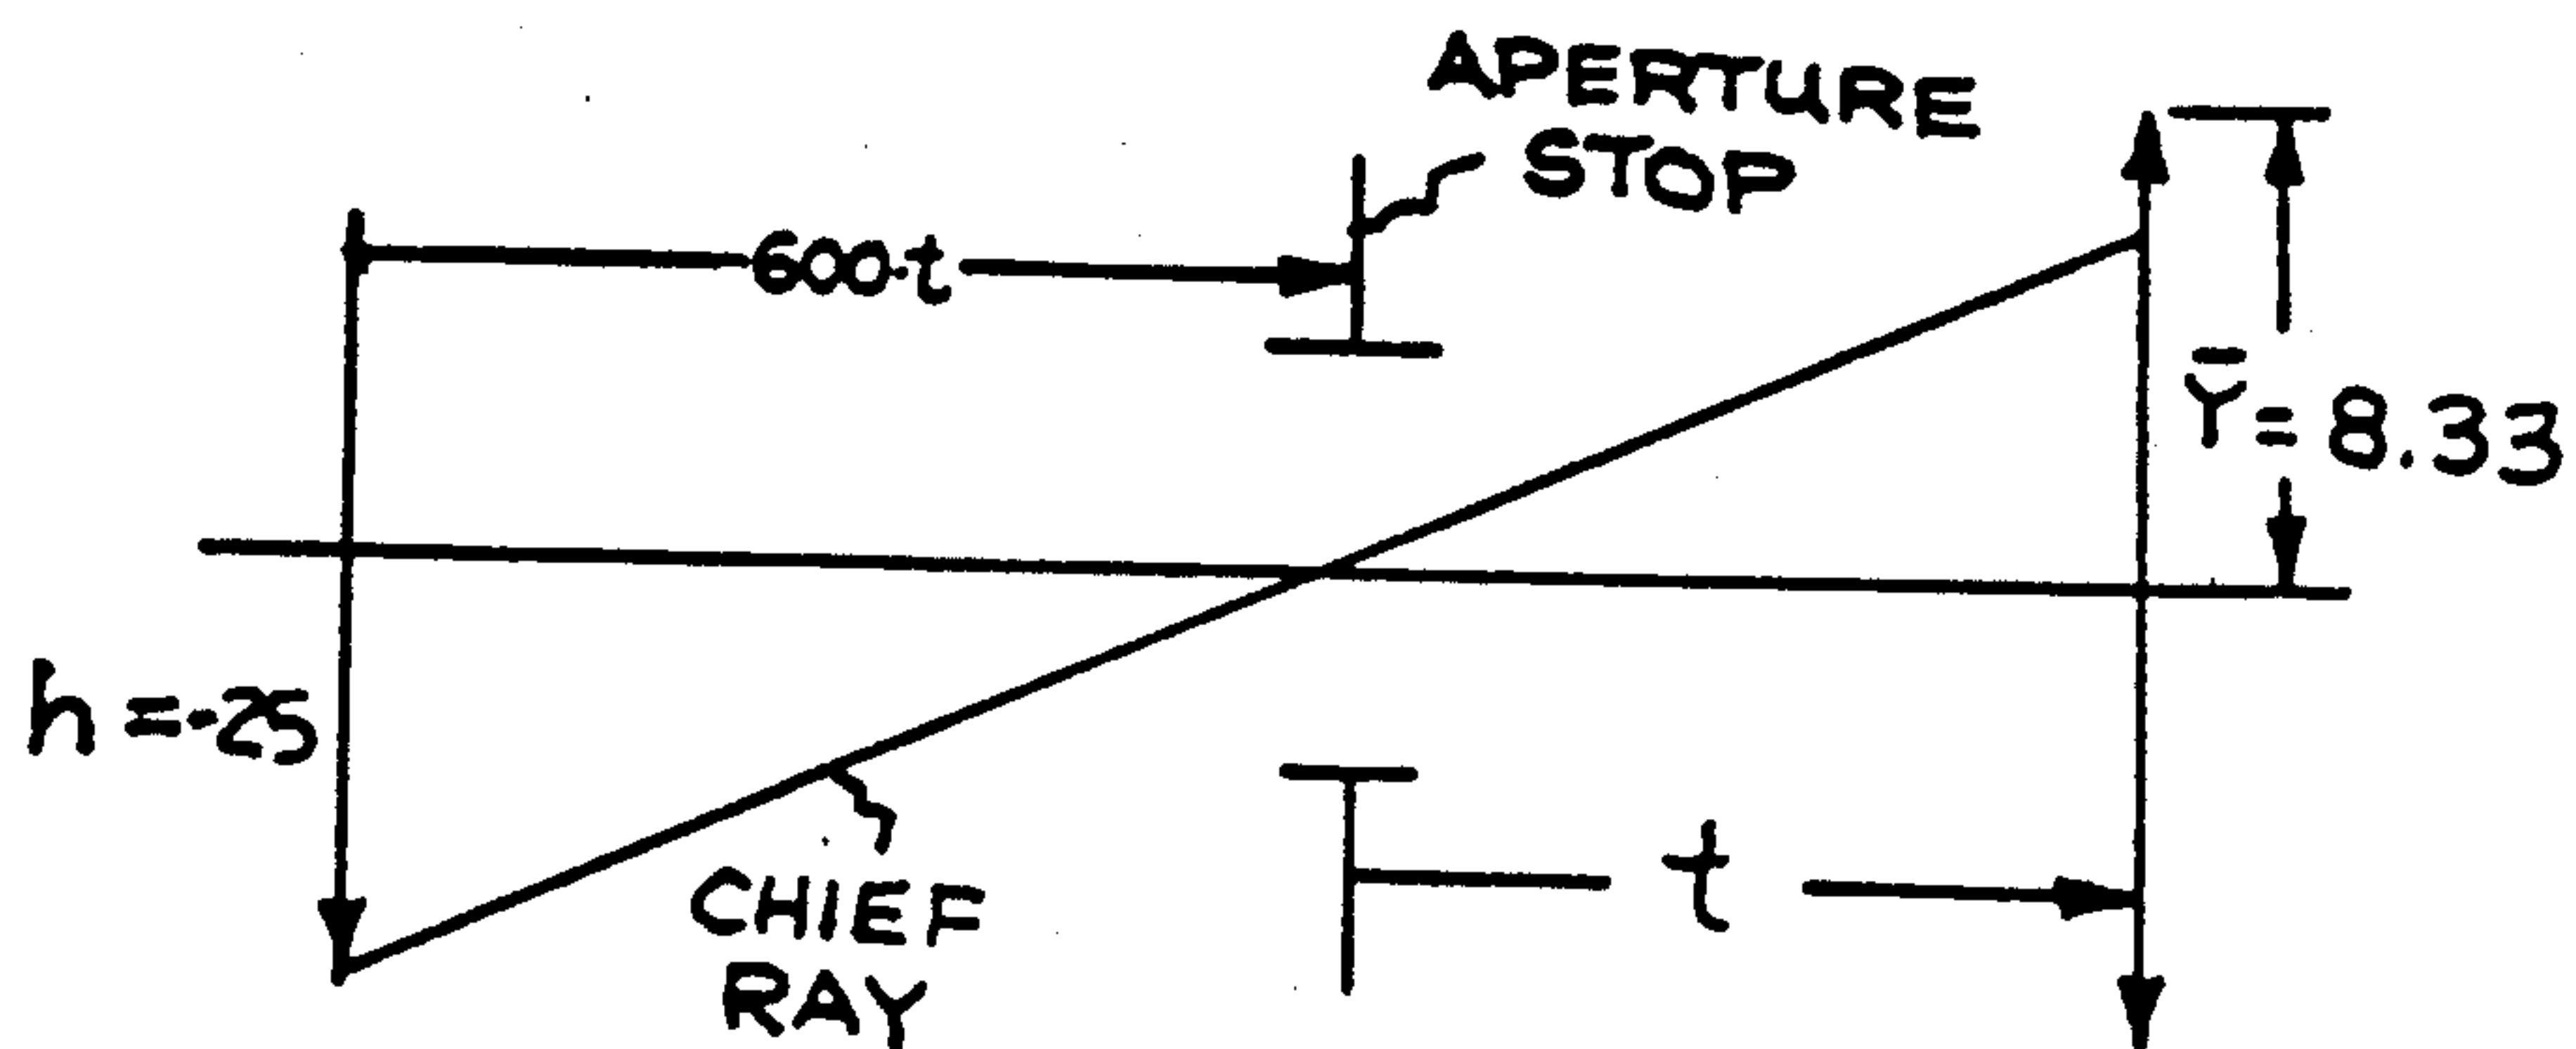 APERTURE
STOP
600-t
Ȳ = 8.33
h = -25
CHIEF
RAY
t